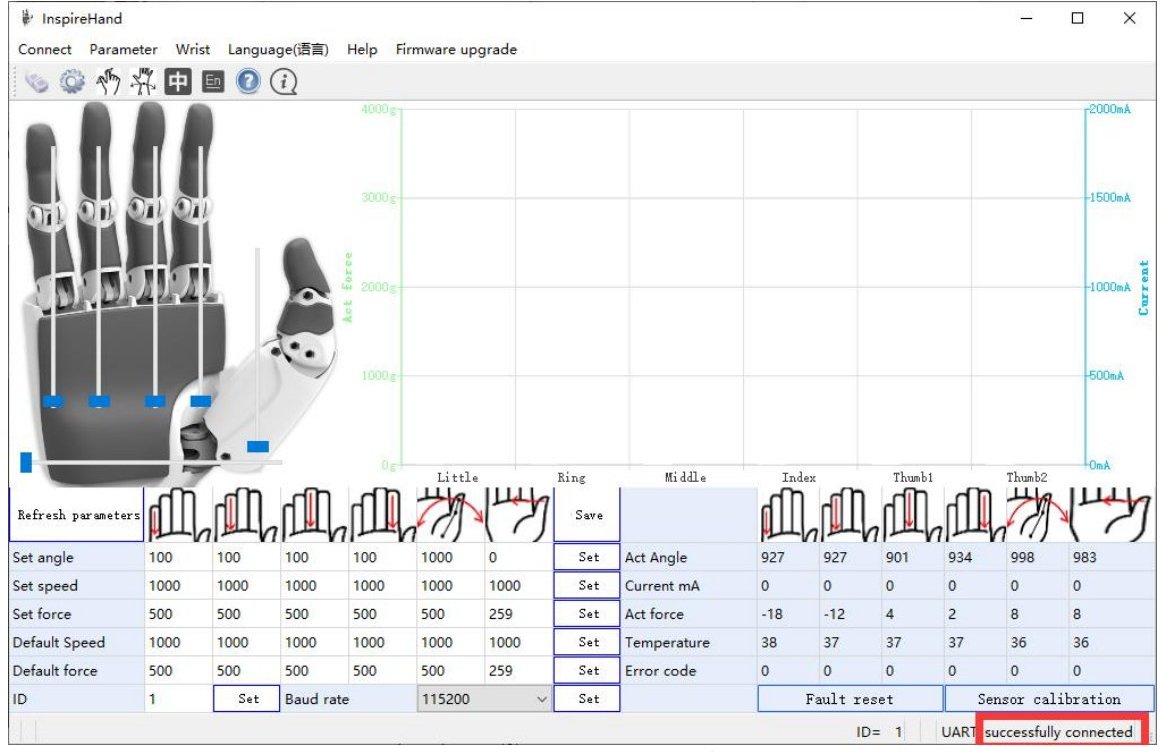 InspireHand
Connect Parameter Wrist Language(语言) Help Firmware upgrade
中 En ? i
4000g
3000g
2000g
1000g
0g
Act Force
2000mA
1500mA
1000mA
500mA
0mA
Current
Little Ring Middle Index Thumb1 Thumb2
Refresh parameters Save
Set angle 100 100 100 100 1000 0 Set Act Angle 927 927 901 934 998 983
Set speed 1000 1000 1000 1000 1000 1000 Set Current mA 0 0 0 0 0 0
Set force 500 500 500 500 500 259 Set Act force -18 -12 4 2 8 8
Default Speed 1000 1000 1000 1000 1000 1000 Set Temperature 38 37 37 37 36 36
Default force 500 500 500 500 500 259 Set Error code 0 0 0 0 0 0
ID 1 Set Baud rate 115200 Set Fault reset Sensor calibration
ID= 1 UART successfully connected